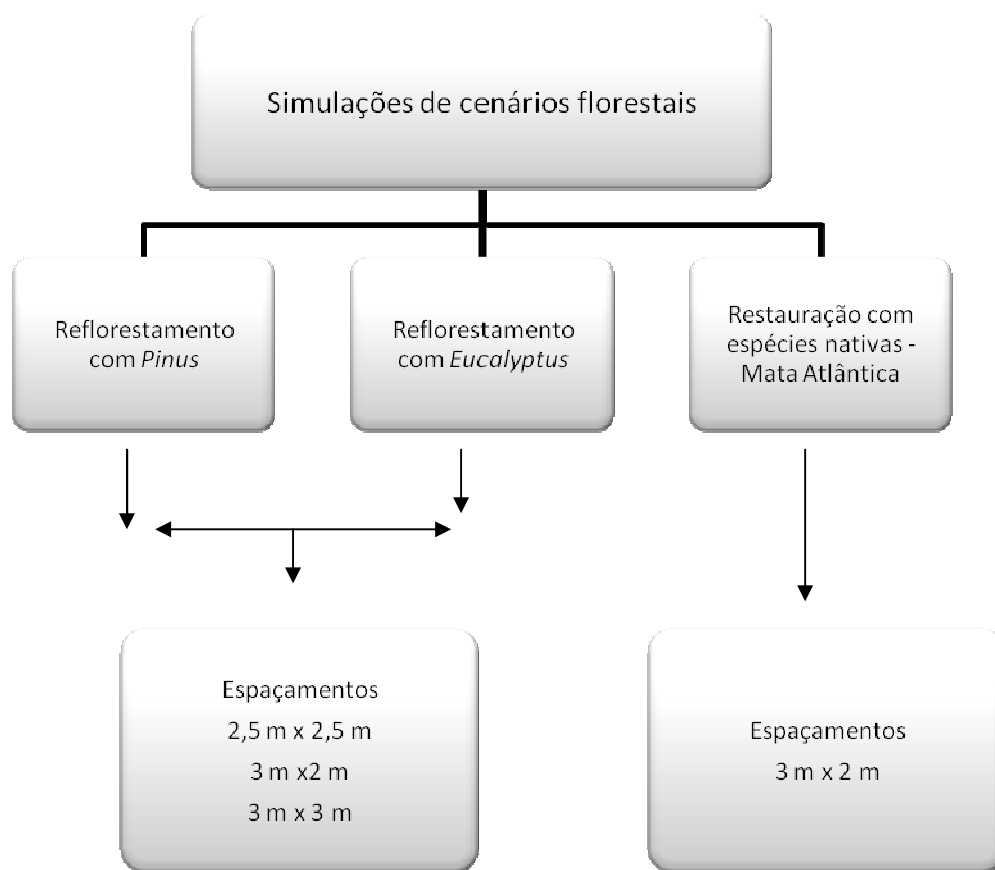 Simulações de cenários florestais
Reflorestamento
com Pinus
Reflorestamento
com Eucalyptus
Restauração com
espécies nativas -
Mata Atlântica
Espaçamentos
2,5 m x 2,5 m
3 m x2 m
3 m x 3 m
Espaçamentos
3 m x 2 m